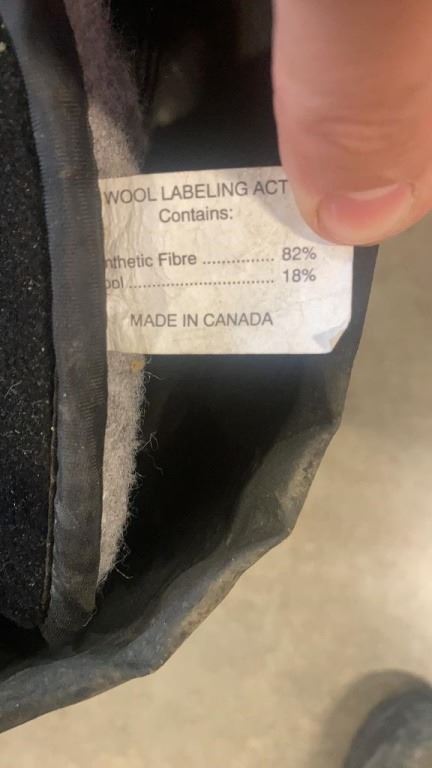 WOOL LABELING ACT
Contains:
nthetic Fibre ............... 82%
ool ............................... 18%
MADE IN CANADA